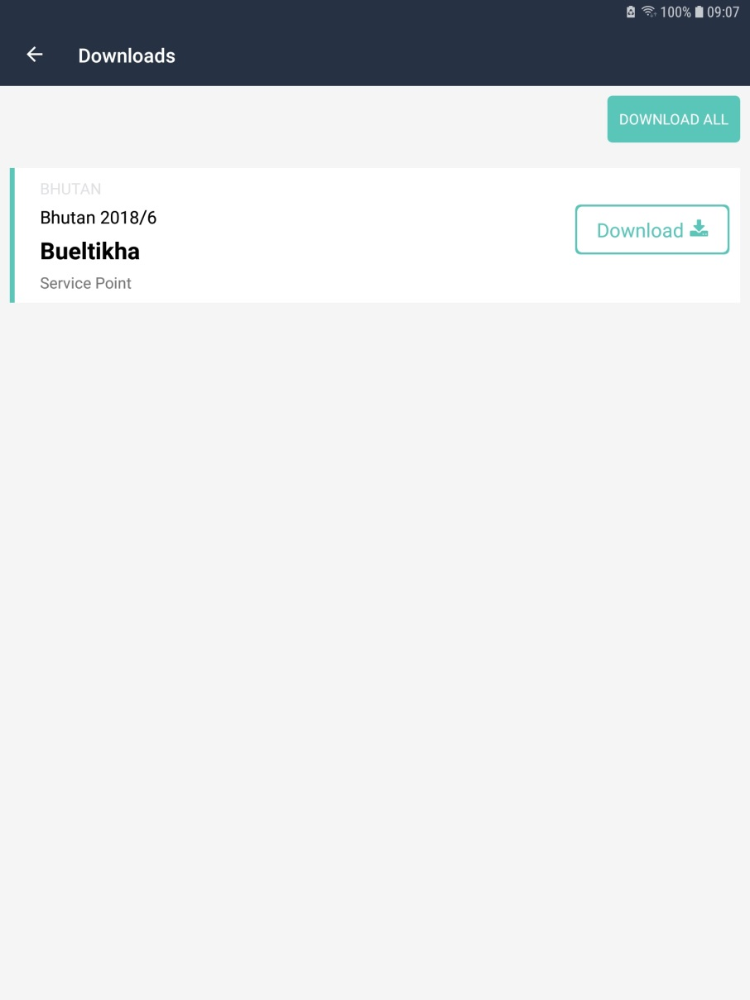 100% 09:07
Downloads
DOWNLOAD ALL
BHUTAN
Bhutan 2018/6
Bueltikha
Service Point
Download